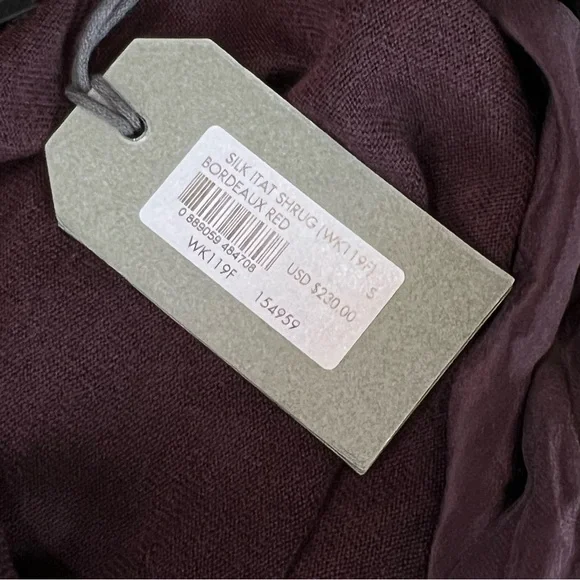 SILK ITAT SHRUG (WK119F) S
BORDEAUX RED
0 889059 484708
USD $230.00
WK119F
154959